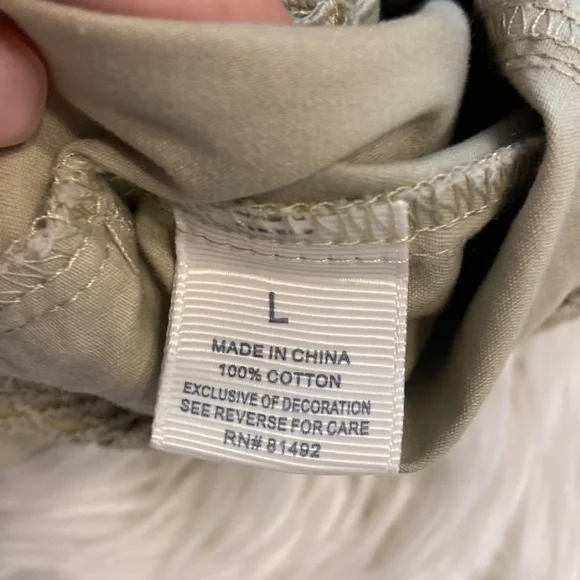 L
MADE IN CHINA
100% COTTON
EXCLUSIVE OF DECORATION
SEE REVERSE FOR CARE
RN# 81492